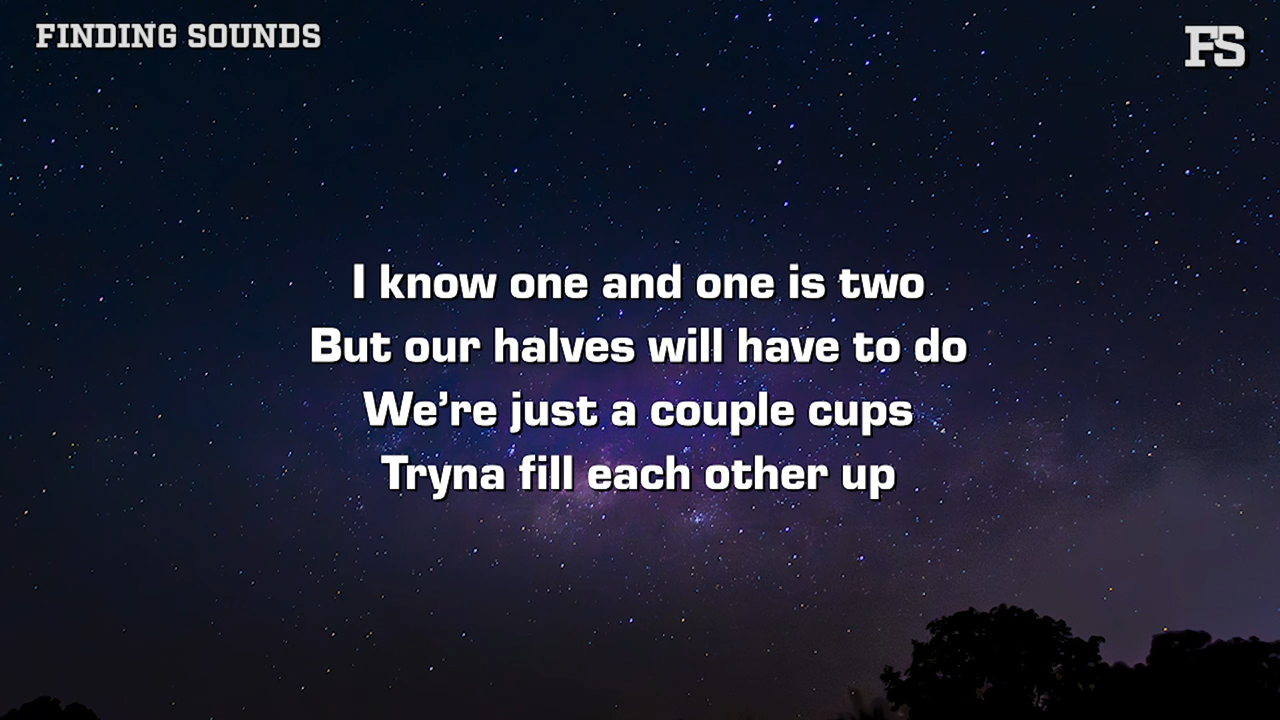 FINDING SOUNDS
FS
I know one and one is two
But our halves will have to do
We’re just a couple cups
Tryna fill each other up